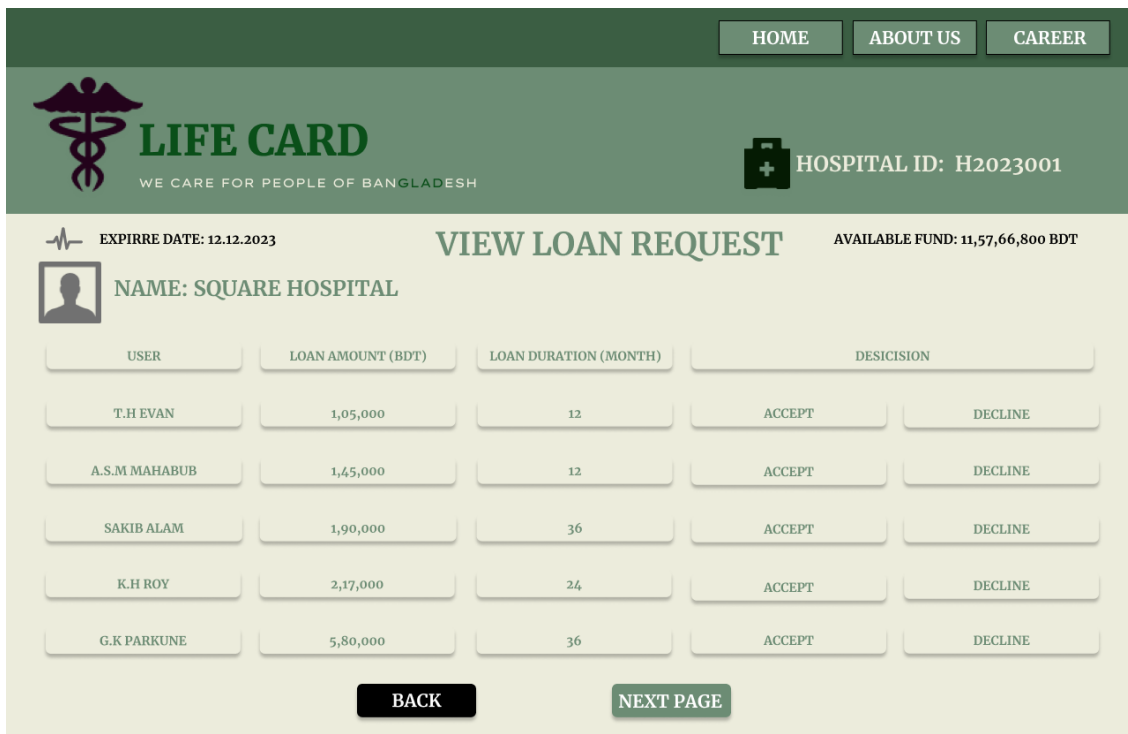 HOME ABOUT US CAREER
LIFE CARD
WE CARE FOR PEOPLE OF BANGLADESH
HOSPITAL ID: H2023001
EXPIRRE DATE: 12.12.2023
VIEW LOAN REQUEST
AVAILABLE FUND: 11,57,66,800 BDT
NAME: SQUARE HOSPITAL
USER LOAN AMOUNT (BDT) LOAN DURATION (MONTH) DESICISION
T.H EVAN 1,05,000 12 ACCEPT DECLINE
A.S.M MAHABUB 1,45,000 12 ACCEPT DECLINE
SAKIB ALAM 1,90,000 36 ACCEPT DECLINE
K.H ROY 2,17,000 24 ACCEPT DECLINE
G.K PARKUNE 5,80,000 36 ACCEPT DECLINE
BACK NEXT PAGE